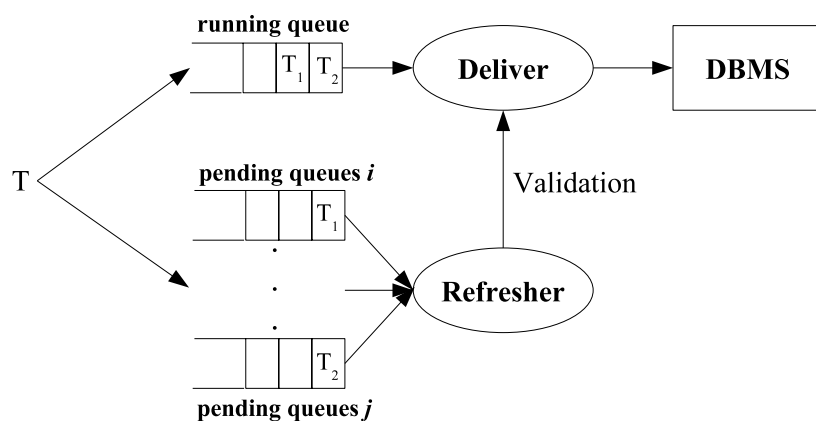 running queue
T₁ T₂
Deliver
DBMS
T
pending queues i
T₁
Validation
Refresher
T₂
pending queues j